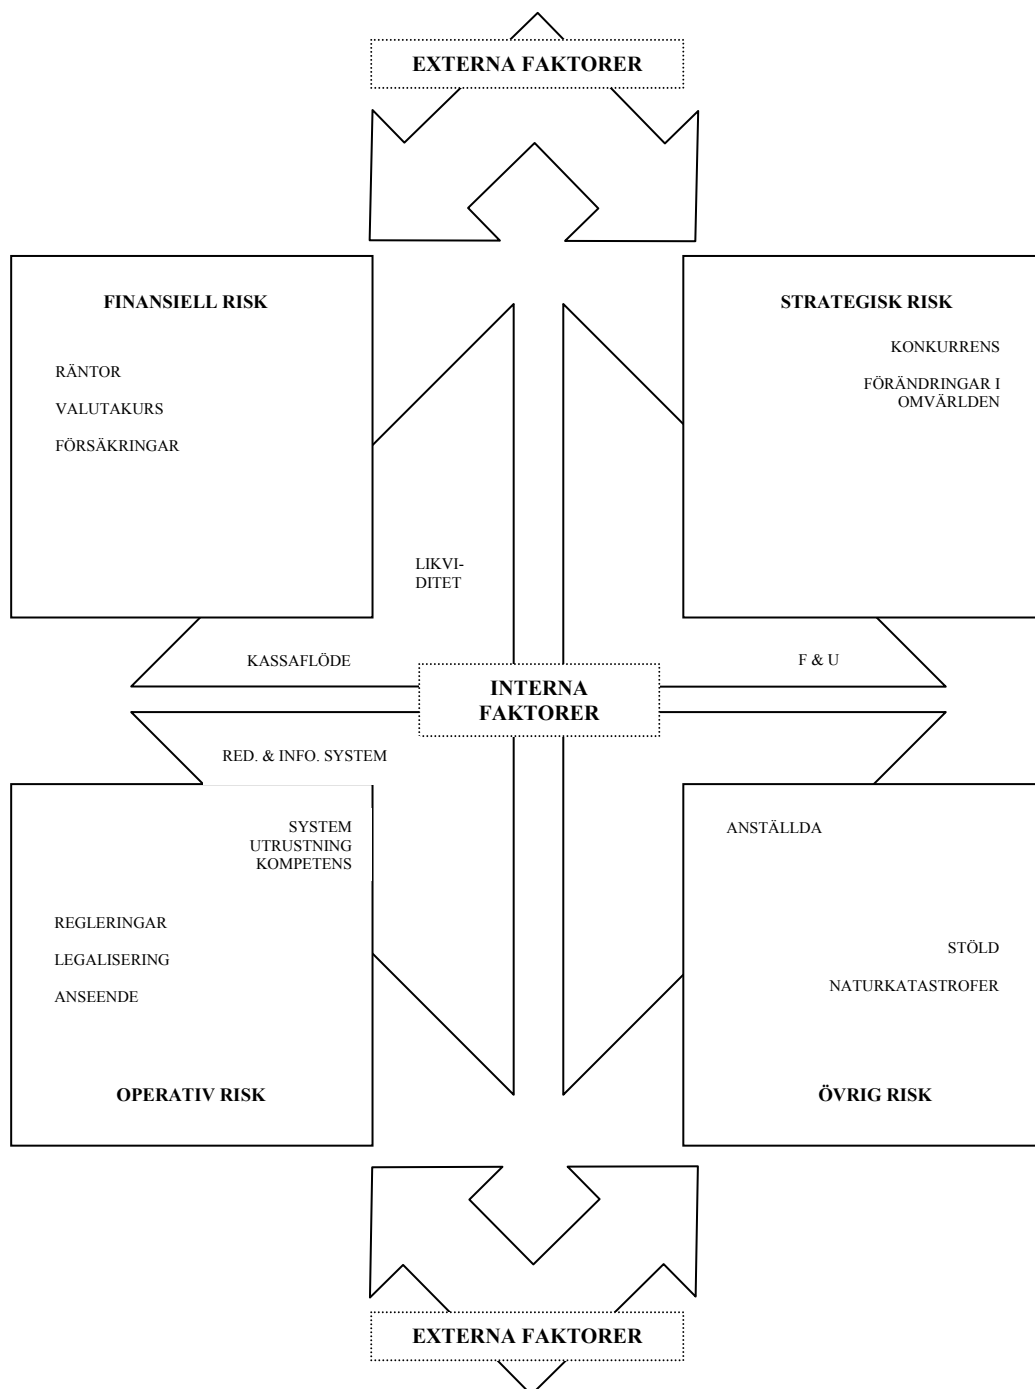 EXTERNA FAKTORER
FINANSIELL RISK
RÄNTOR
VALUTAKURS
FÖRSÄKRINGAR
STRATEGISK RISK
KONKURRENS
FÖRÄNDRINGAR I
OMVÄRLDEN
LIKVI-
DITET
KASSAFLÖDE
F & U
INTERNA
FAKTORER
RED. & INFO. SYSTEM
SYSTEM
UTRUSTNING
KOMPETENS
REGLERINGAR
LEGALISERING
ANSEENDE
OPERATIV RISK
ANSTÄLLDA
STÖLD
NATURKATASTROFER
ÖVRIG RISK
EXTERNA FAKTORER